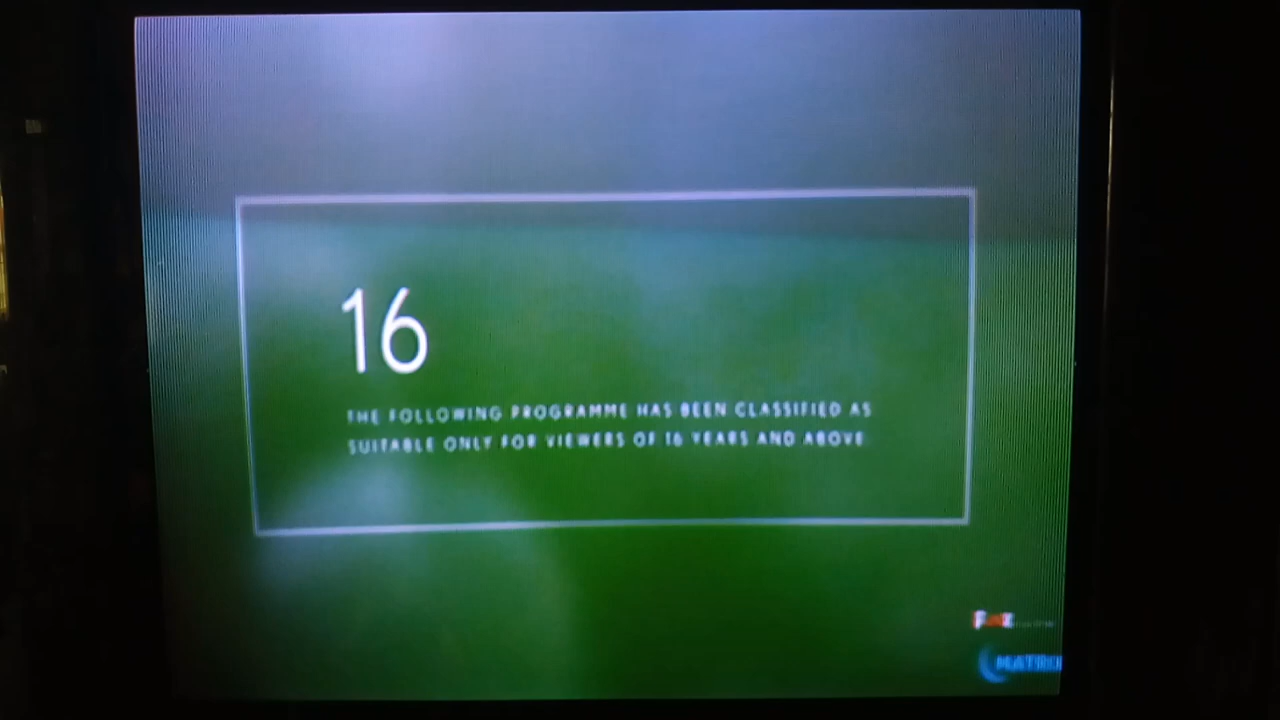 16
THE FOLLOWING PROGRAMME HAS BEEN CLASSIFIED AS
SUITABLE ONLY FOR VIEWERS OF 16 YEARS AND ABOVE